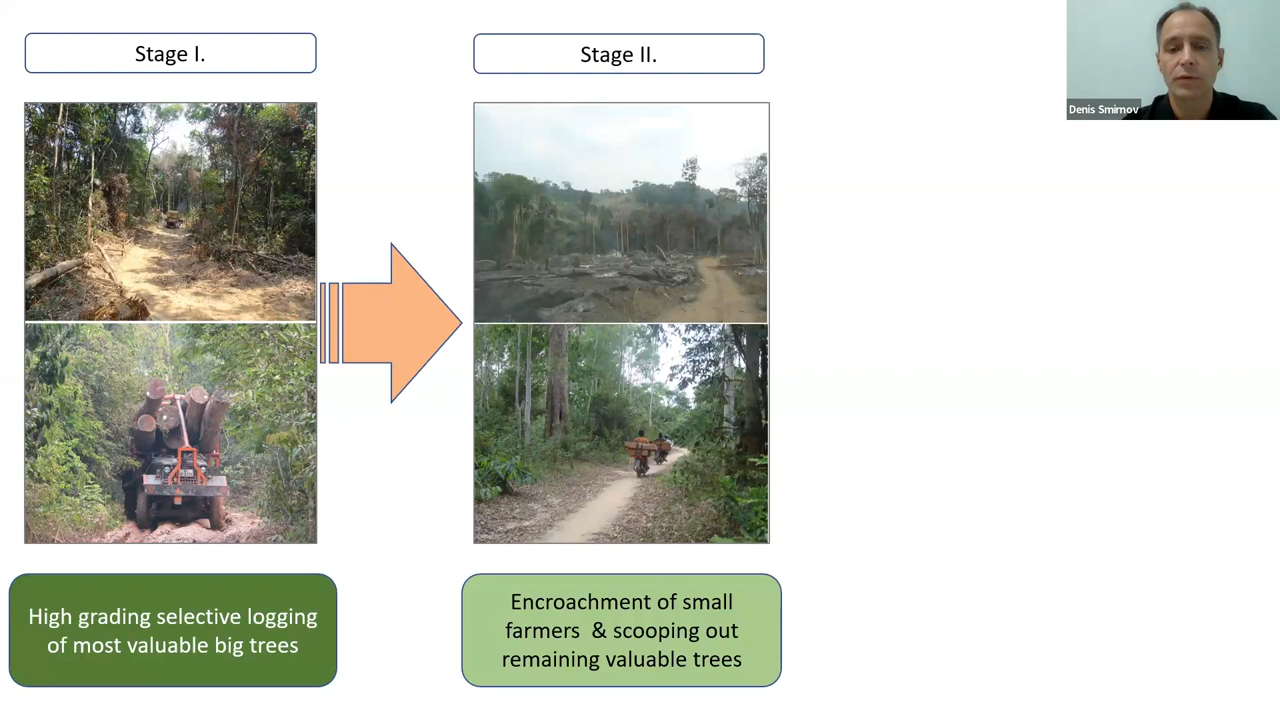 Stage I.
Stage II.
Denis Smirnov
High grading selective logging
of most valuable big trees
Encroachment of small
farmers & scooping out
remaining valuable trees